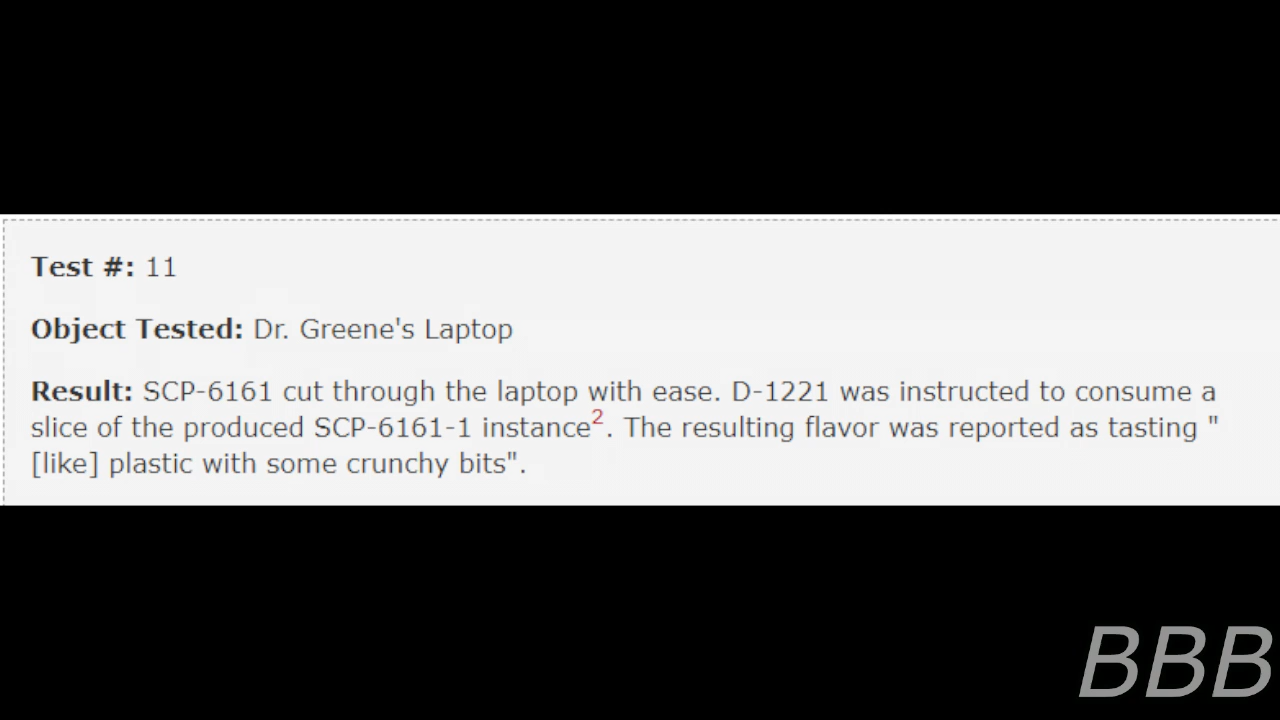 Test #: 11
Object Tested: Dr. Greene's Laptop
Result: SCP-6161 cut through the laptop with ease. D-1221 was instructed to consume a
slice of the produced SCP-6161-1 instance2. The resulting flavor was reported as tasting "
[like] plastic with some crunchy bits".
BBB